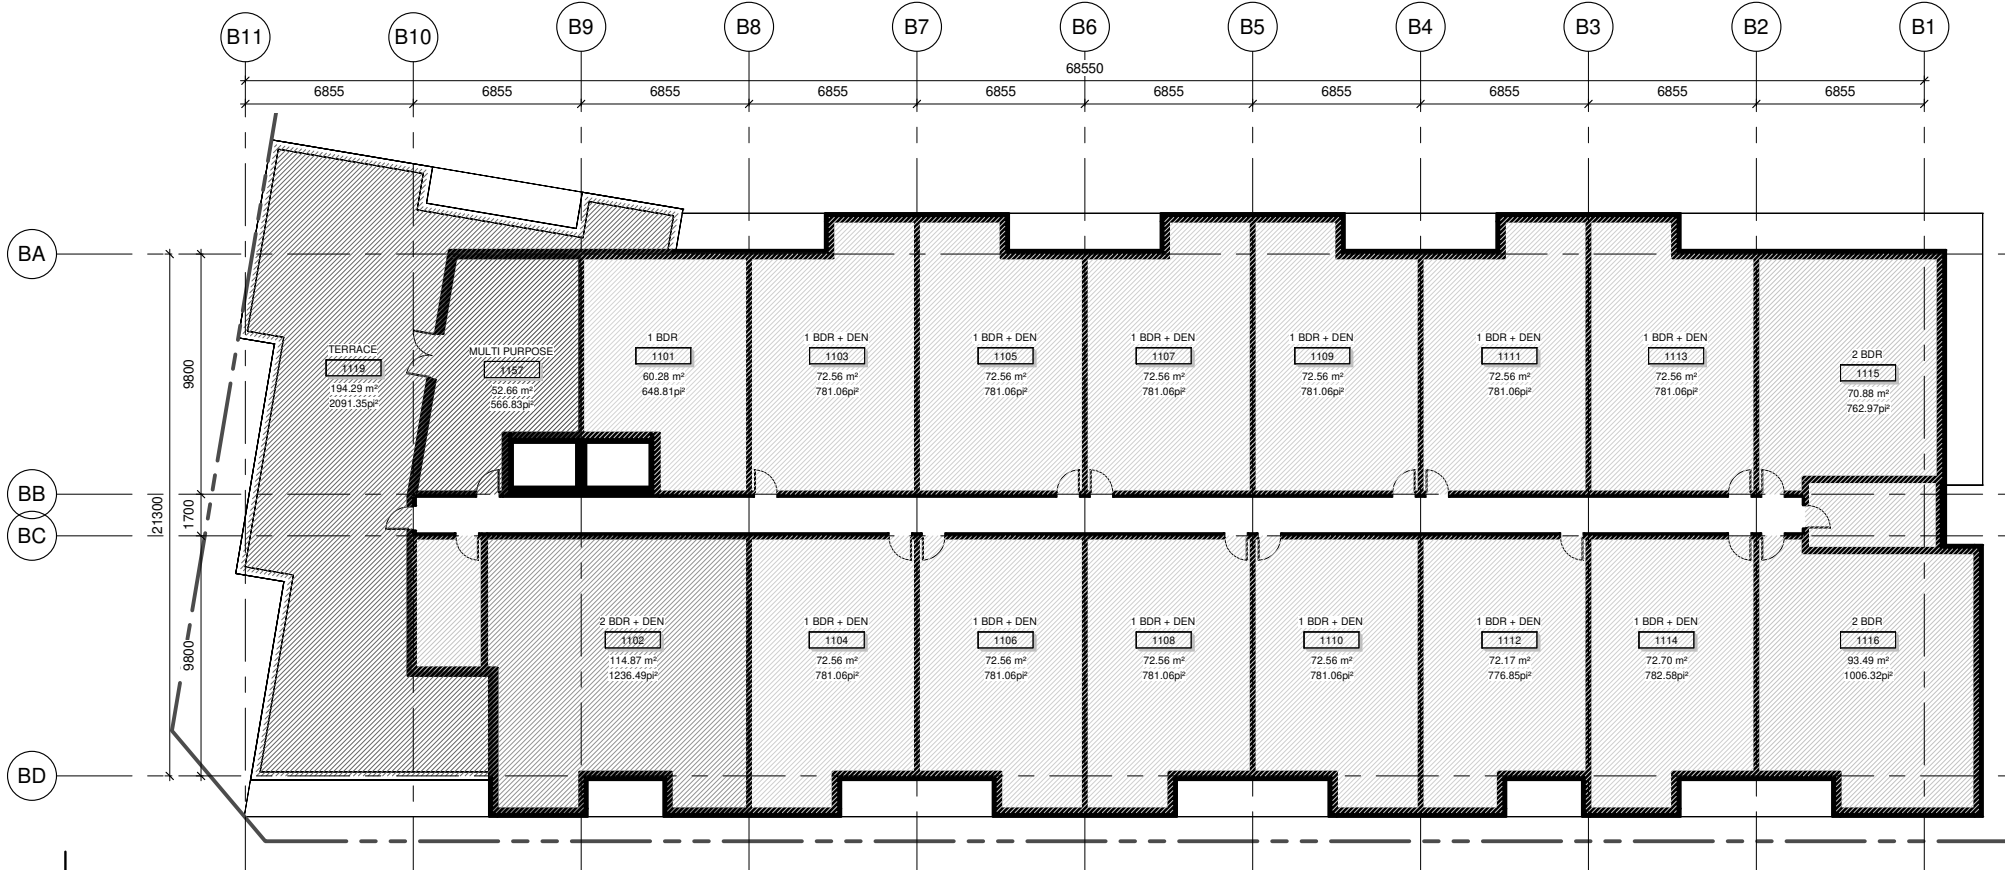 B11
B10
B9
B8
B7
B6
B5
B4
B3
B2
B1
68550
6855
6855
6855
6855
6855
6855
6855
6855
6855
6855
BA
BB
BC
BD
9800
1700
21300
9800
TERRACE
1119
194.29 m²
2091.35pi²
MULTI PURPOSE
1157
52.66 m²
566.83pi²
1 BDR
1101
60.28 m²
648.81pi²
1 BDR + DEN
1103
72.56 m²
781.06pi²
1 BDR + DEN
1105
72.56 m²
781.06pi²
1 BDR + DEN
1107
72.56 m²
781.06pi²
1 BDR + DEN
1109
72.56 m²
781.06pi²
1 BDR + DEN
1111
72.56 m²
781.06pi²
1 BDR + DEN
1113
72.56 m²
781.06pi²
2 BDR
1115
70.88 m²
762.97pi²
2 BDR + DEN
1102
114.87 m²
1236.49pi²
1 BDR + DEN
1104
72.56 m²
781.06pi²
1 BDR + DEN
1106
72.56 m²
781.06pi²
1 BDR + DEN
1108
72.56 m²
781.06pi²
1 BDR + DEN
1110
72.56 m²
781.06pi²
1 BDR + DEN
1112
72.17 m²
776.85pi²
1 BDR + DEN
1114
72.70 m²
782.58pi²
2 BDR
1116
93.49 m²
1006.32pi²